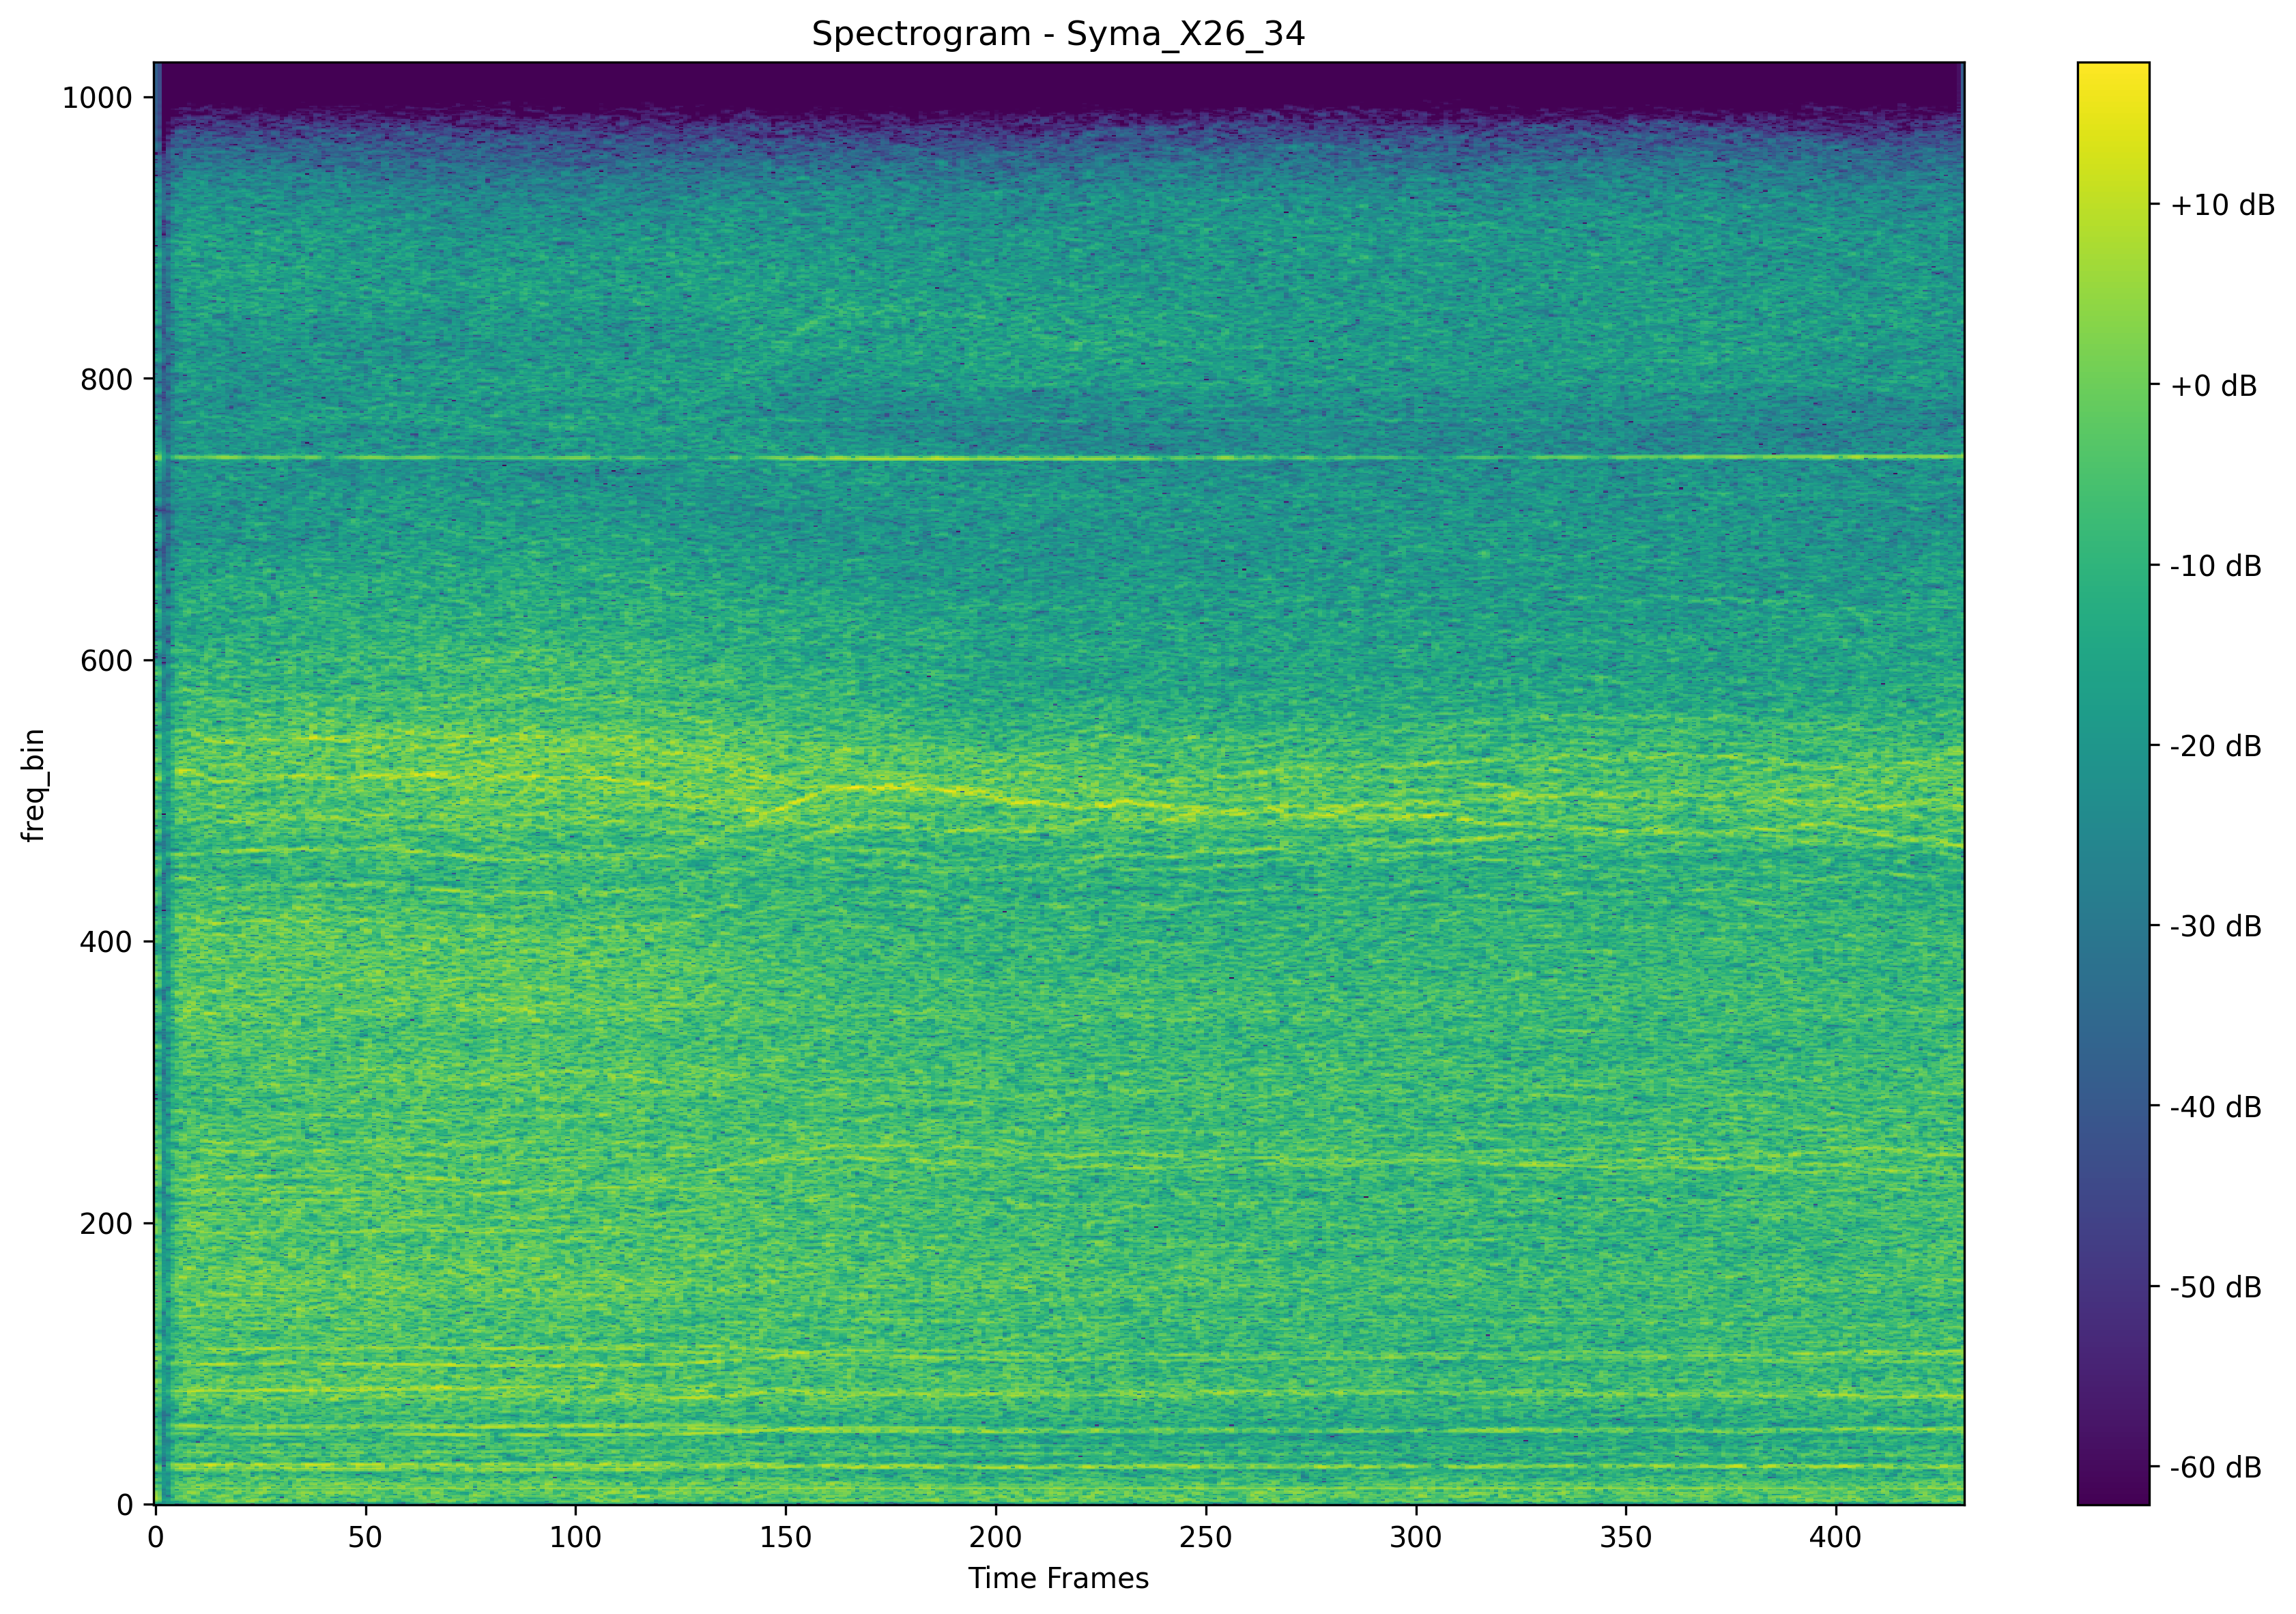 Spectrogram - Syma_X26_34
1000
800
600
400
200
0
freq_bin
0 50 100 150 200 250 300 350 400
Time Frames
+10 dB
+0 dB
-10 dB
-20 dB
-30 dB
-40 dB
-50 dB
-60 dB